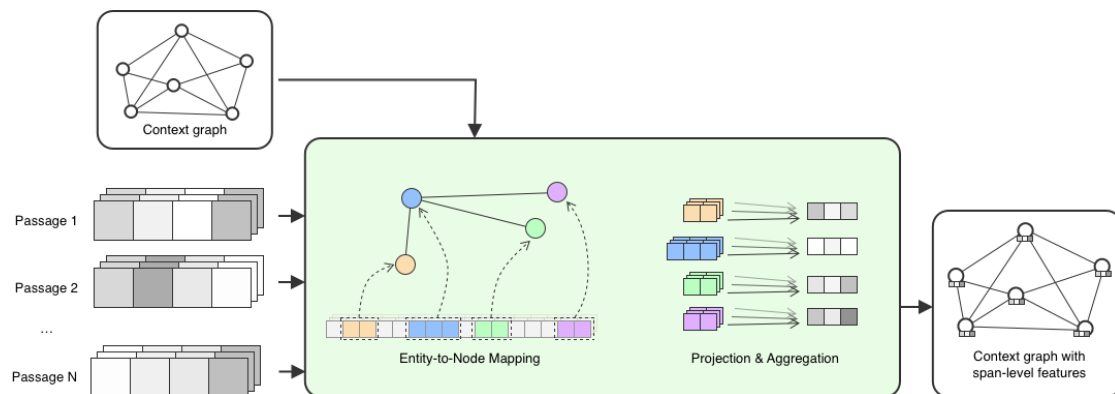 Context graph
Passage 1
Passage 2
...
Passage N
Entity-to-Node Mapping
Projection & Aggregation
Context graph with
span-level features